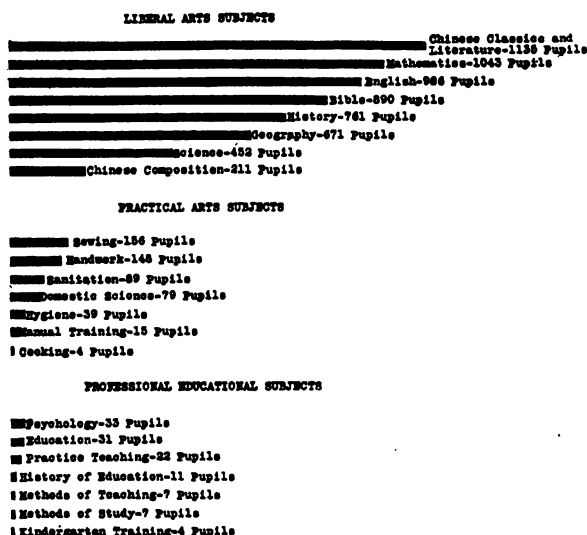 LIBERAL ARTS SUBJECTS
Chinese Classics and
Literature-1136 Pupils
Mathematics-1043 Pupils
English-986 Pupils
Bible-890 Pupils
History-761 Pupils
Geography-671 Pupils
Science-452 Pupils
Chinese Composition-211 Pupils
PRACTICAL ARTS SUBJECTS
Sewing-156 Pupils
Handwork-148 Pupils
Sanitation-89 Pupils
Domestic Science-79 Pupils
Hygiene-39 Pupils
Manual Training-15 Pupils
Cooking-4 Pupils
PROFESSIONAL EDUCATIONAL SUBJECTS
Psychology-33 Pupils
Education-31 Pupils
Practice Teaching-22 Pupils
History of Education-11 Pupils
Methods of Teaching-7 Pupils
Methods of Study-7 Pupils
Kindergarten Training-4 Pupils